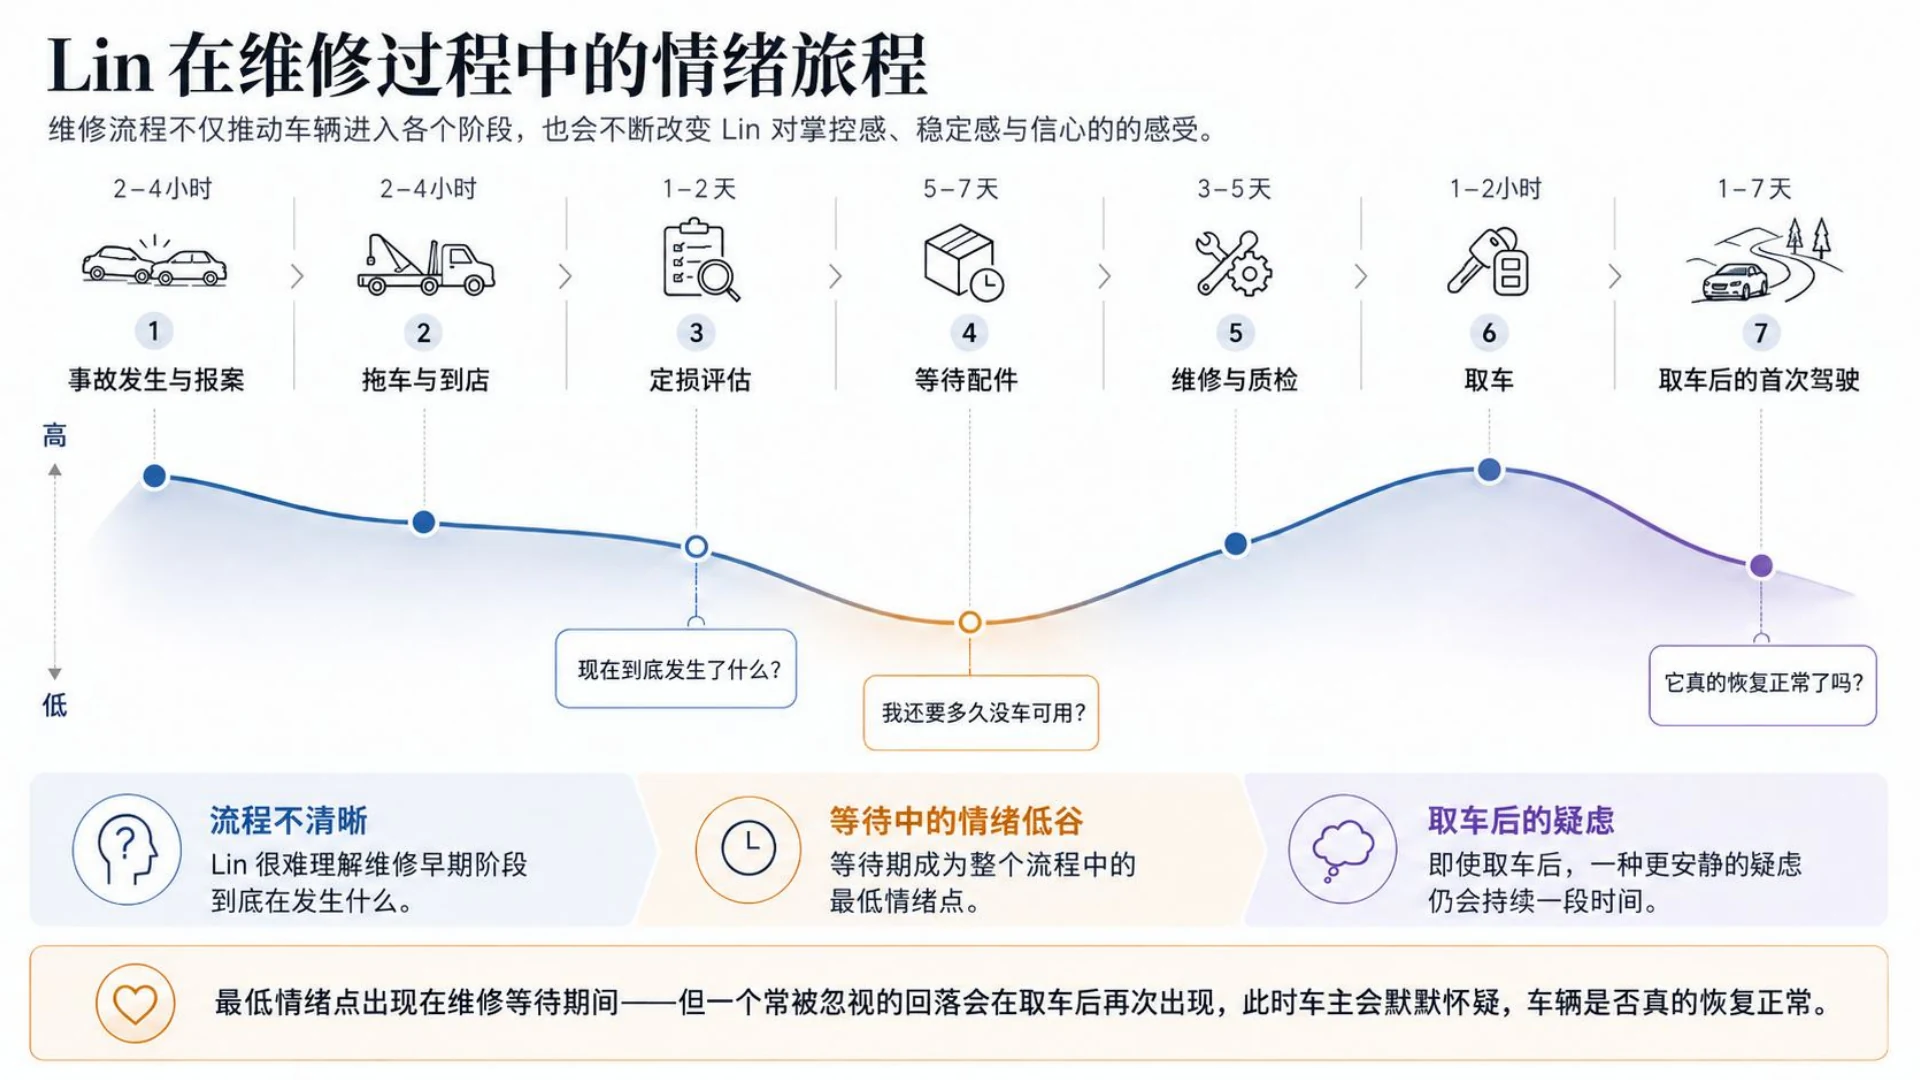 Lin 在维修过程中的情绪旅程
维修流程不仅推动车辆进入各个阶段，也会不断改变 Lin 对掌控感、稳定感与信心的的感受。
2–4小时
2–4小时
1–2天
5–7天
3–5天
1–2小时
1–7天
1
2
3
4
5
6
7
事故发生与报案
拖车与到店
定损评估
等待配件
维修与质检
取车
取车后的首次驾驶
高
低
现在到底发生了什么？
我还要多久没车可用？
它真的恢复正常了吗？
流程不清晰
Lin 很难理解维修早期阶段
到底在发生什么。
等待中的情绪低谷
等待期成为整个流程中的
最低情绪点。
取车后的疑虑
即使取车后，一种更安静的疑虑
仍会持续一段时间。
最低情绪点出现在维修等待期间——但一个常被忽视的回落会在取车后再次出现，此时车主会默默怀疑，车辆是否真的恢复正常。